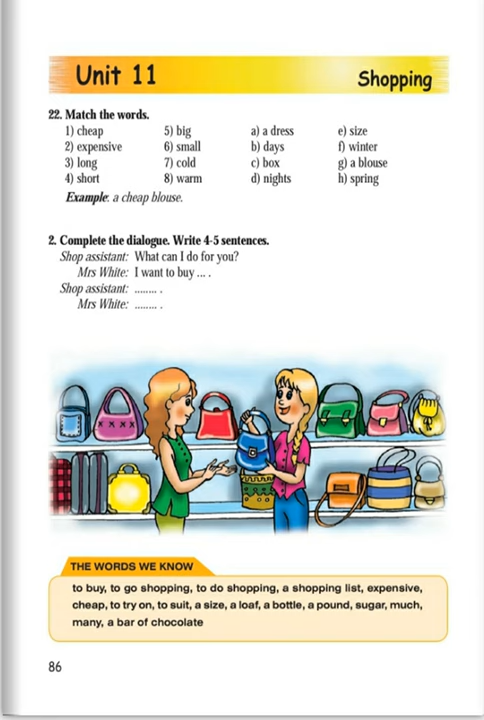 Unit 11
Shopping
22. Match the words.
1) cheap 5) big a) a dress e) size
2) expensive 6) small b) days f) winter
3) long 7) cold c) box g) a blouse
4) short 8) warm d) nights h) spring
Example: a cheap blouse.
2. Complete the dialogue. Write 4-5 sentences.
Shop assistant: What can I do for you?
Mrs White: I want to buy ... .
Shop assistant: ........ .
Mrs White: ........ .
THE WORDS WE KNOW
to buy, to go shopping, to do shopping, a shopping list, expensive,
cheap, to try on, to suit, a size, a loaf, a bottle, a pound, sugar, much,
many, a bar of chocolate
86